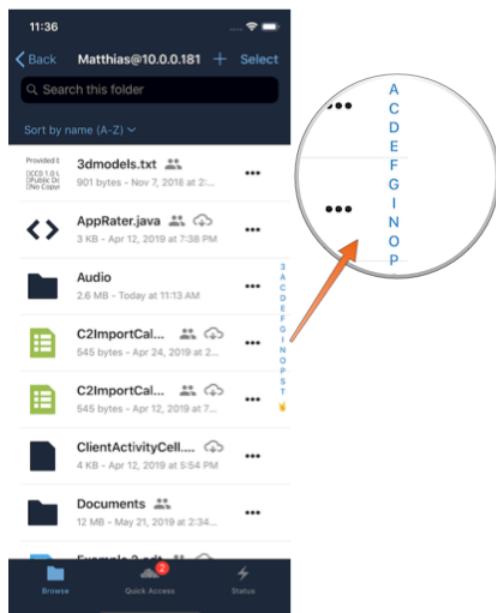 11:36
Back Matthias@10.0.0.181 + Select
Search this folder
Sort by name (A-Z)
3dmodels.txt
901 bytes - Nov 7, 2018 at 2:...
AppRater.java
3 KB - Apr 12, 2019 at 7:38 PM
Audio
2.6 MB - Today at 11:13 AM
C2ImportCal...
545 bytes - Apr 24, 2019 at 2...
C2ImportCal...
545 bytes - Apr 12, 2019 at 7...
ClientActivityCell....
4 KB - Apr 12, 2019 at 5:54 PM
Documents
12 MB - May 21, 2019 at 2:34...
3
A
C
D
E
F
G
I
N
O
P
S
T
🤘
2
Browse Quick Access Status
A
C
D
E
F
G
I
N
O
P